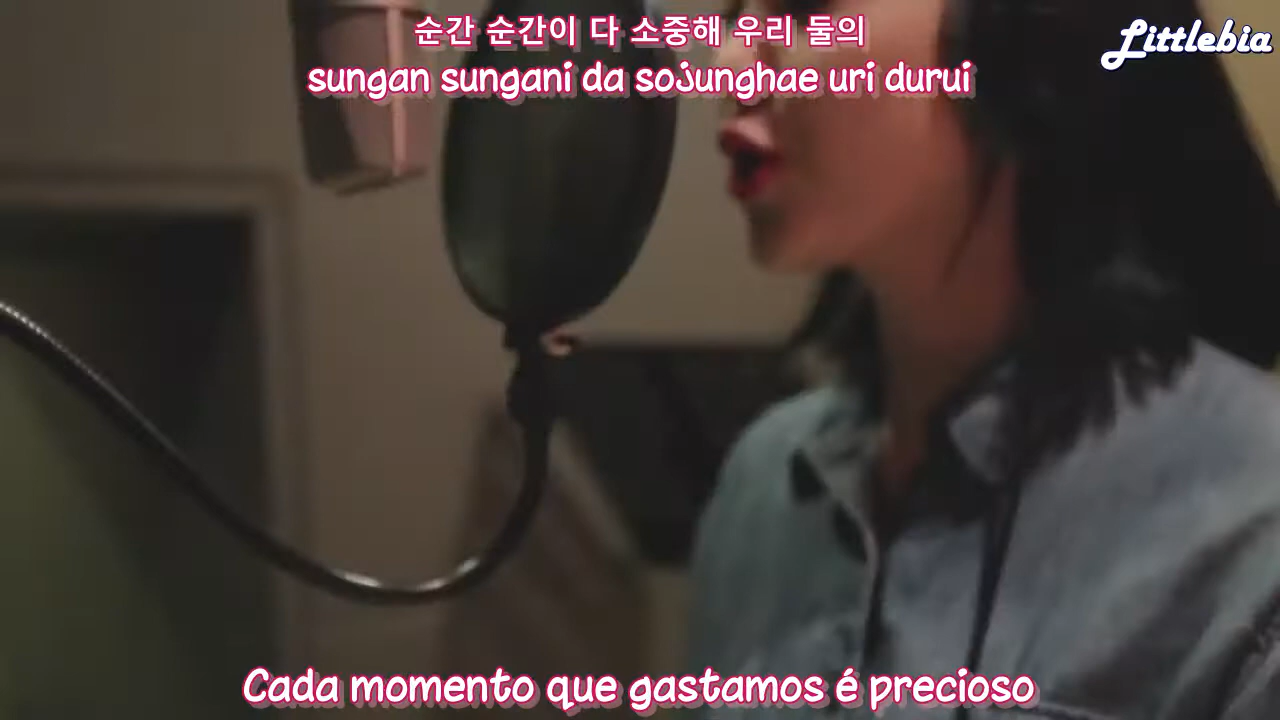 순간 순간이 다 소중해 우리 둘의
Littlebia
sungan sungani da sojunghae uri durui
Cada momento que gastamos é precioso